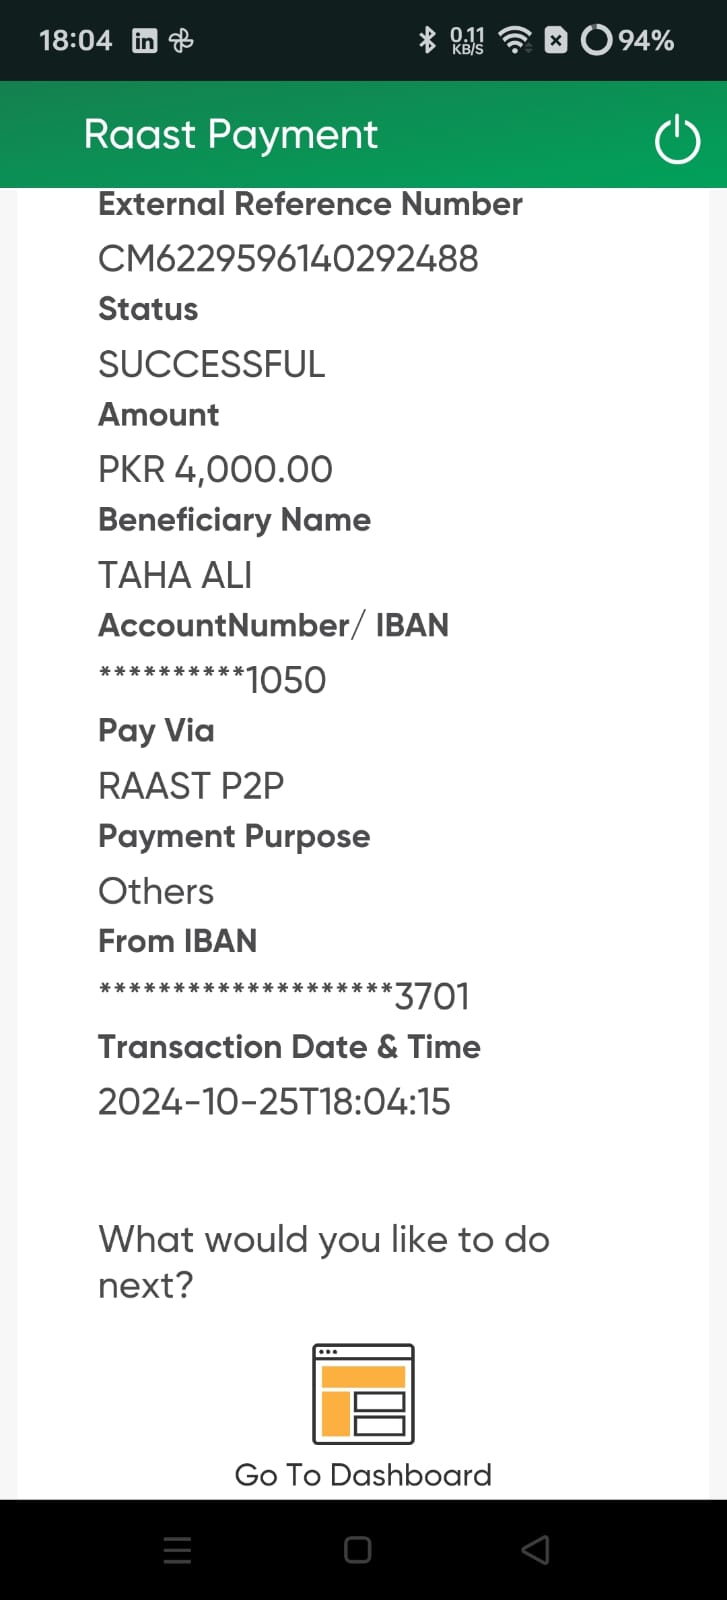 18:04 in 0.11 KB/S 94%
Raast Payment
External Reference Number
CM6229596140292488
Status
SUCCESSFUL
Amount
PKR 4,000.00
Beneficiary Name
TAHA ALI
AccountNumber/ IBAN
**********1050
Pay Via
RAAST P2P
Payment Purpose
Others
From IBAN
********************3701
Transaction Date & Time
2024-10-25T18:04:15
What would you like to do
next?
Go To Dashboard